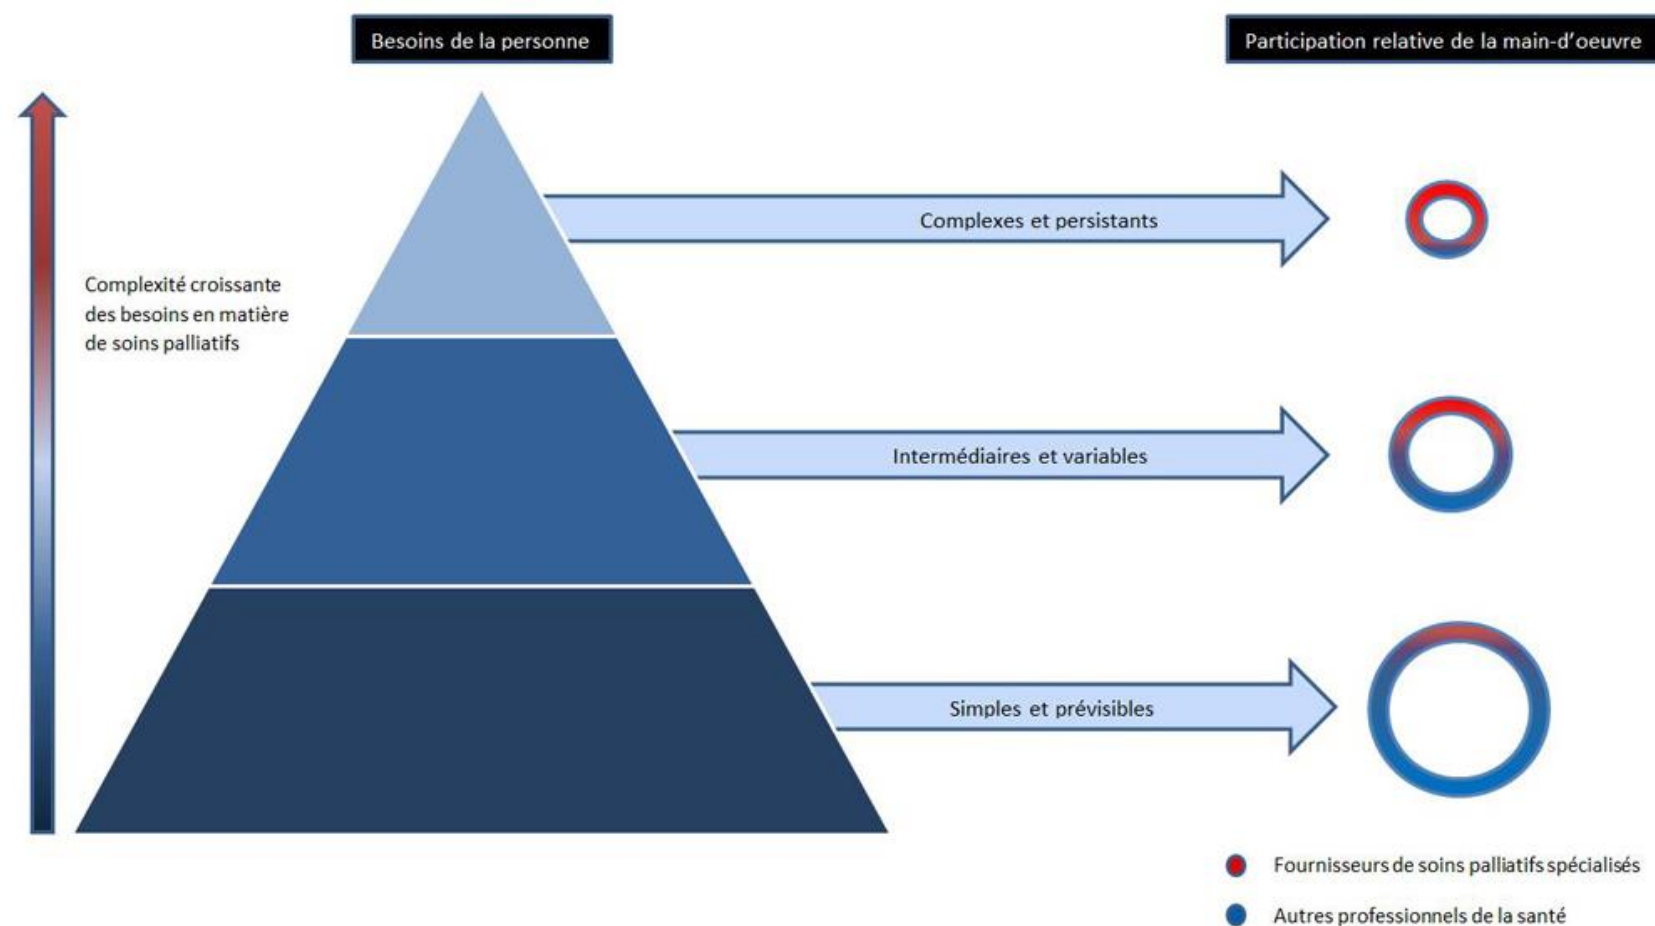 Besoins de la personne
Participation relative de la main-d'oeuvre
Complexes et persistants
Complexité croissante
des besoins en matière
de soins palliatifs
Intermédiaires et variables
Simples et prévisibles
Fournisseurs de soins palliatifs spécialisés
Autres professionnels de la santé